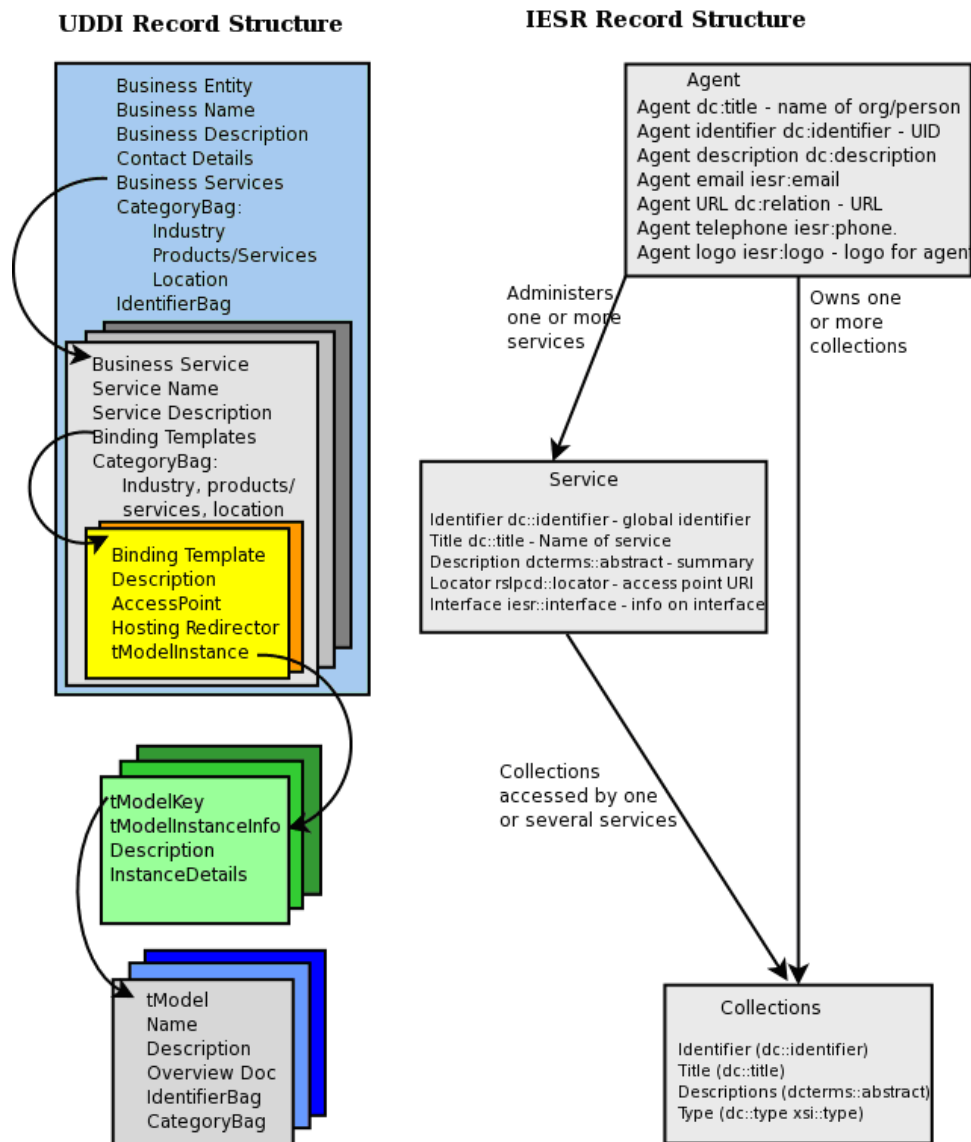 UDDI Record Structure
Business Entity
Business Name
Business Description
Contact Details
Business Services
CategoryBag:
Industry
Products/Services
Location
IdentifierBag
Business Service
Service Name
Service Description
Binding Templates
CategoryBag:
Industry, products/
services, location
Binding Template
Description
AccessPoint
Hosting Redirector
tModelInstance
tModelKey
tModelInstanceInfo
Description
InstanceDetails
tModel
Name
Description
Overview Doc
IdentifierBag
CategoryBag
IESR Record Structure
Agent
Agent dc:title - name of org/person
Agent identifier dc:identifier - UID
Agent description dc:description
Agent email iesr:email
Agent URL dc:relation - URL
Agent telephone iesr:phone.
Agent logo iesr:logo - logo for agent
Administers
one or more
services
Owns one
or more
collections
Service
Identifier dc::identifier - global identifier
Title dc::title - Name of service
Description dcterms::abstract - summary
Locator rslpcd::locator - access point URI
Interface iesr::interface - info on interface
Collections
accessed by one
or several services
Collections
Identifier (dc::identifier)
Title (dc::title)
Descriptions (dcterms::abstract)
Type (dc::type xsi::type)